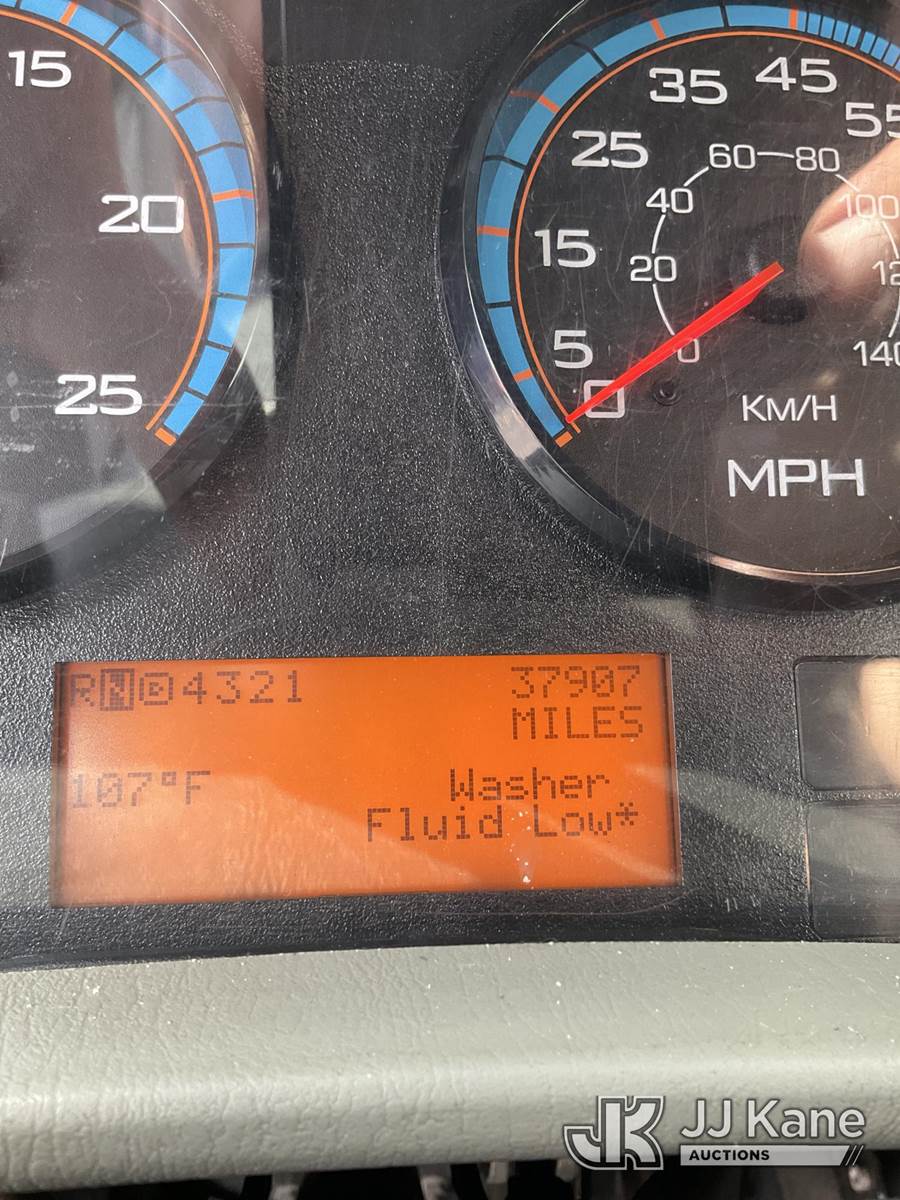 15
20
25
5
15
25
35
45
55
0
0
20
40
60
80
100
140
KM/H
MPH
RND4321
37907
MILES
107°F
Washer
Fluid Low*
JK JJ Kane
AUCTIONS